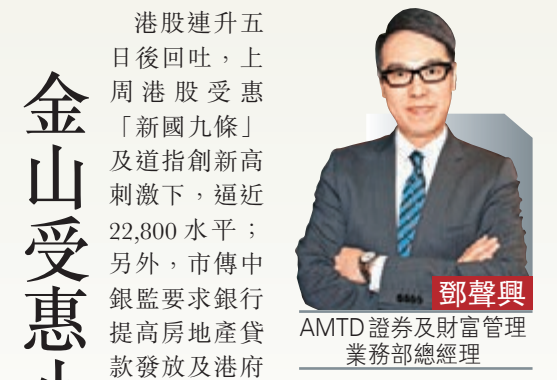 金山受惠
港股連升五
日後回吐，上
周港股受惠
「新國九條」
及道指創新高
刺激下，逼近
22,800 水平；
另外，市傳中
銀監要求銀行
提高房地產貸
款發放及港府
鄧聲興
AMTD證券及財富管理
業務部總經理